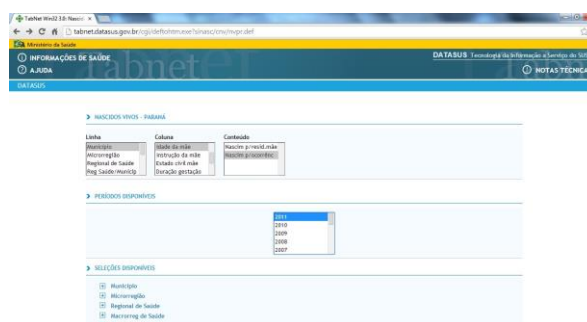 TabNet Win32 3.0: Nascid
tabnet.datasus.gov.br/cgi/deftohtm.exe?sinasc/cnv/nvpr.def
Ministério da Saúde
INFORMAÇÕES DE SAÚDE
DATASUS Tecnologia da Informação a Serviço do SUS
AJUDA
tabnet
NOTAS TÉCNICA
DATASUS
NASCIDOS VIVOS - PARANÁ
Linha Coluna Conteúdo
Município Idade da mãe Nascim p/resid.mãe
Microrregião Instrução da mãe Nascim p/ocorrênc
Regional de Saúde Estado civil mãe
Reg Saúde/Municíp Duração gestação
PERÍODOS DISPONÍVEIS
2011
2010
2009
2008
2007
SELEÇÕES DISPONÍVEIS
Município
Microrregião
Regional de Saúde
Macrorreg de Saúde